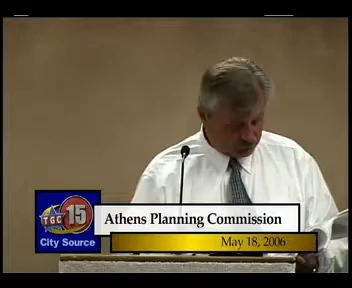 TGC 15
City Source
Athens Planning Commission
May 18, 2006